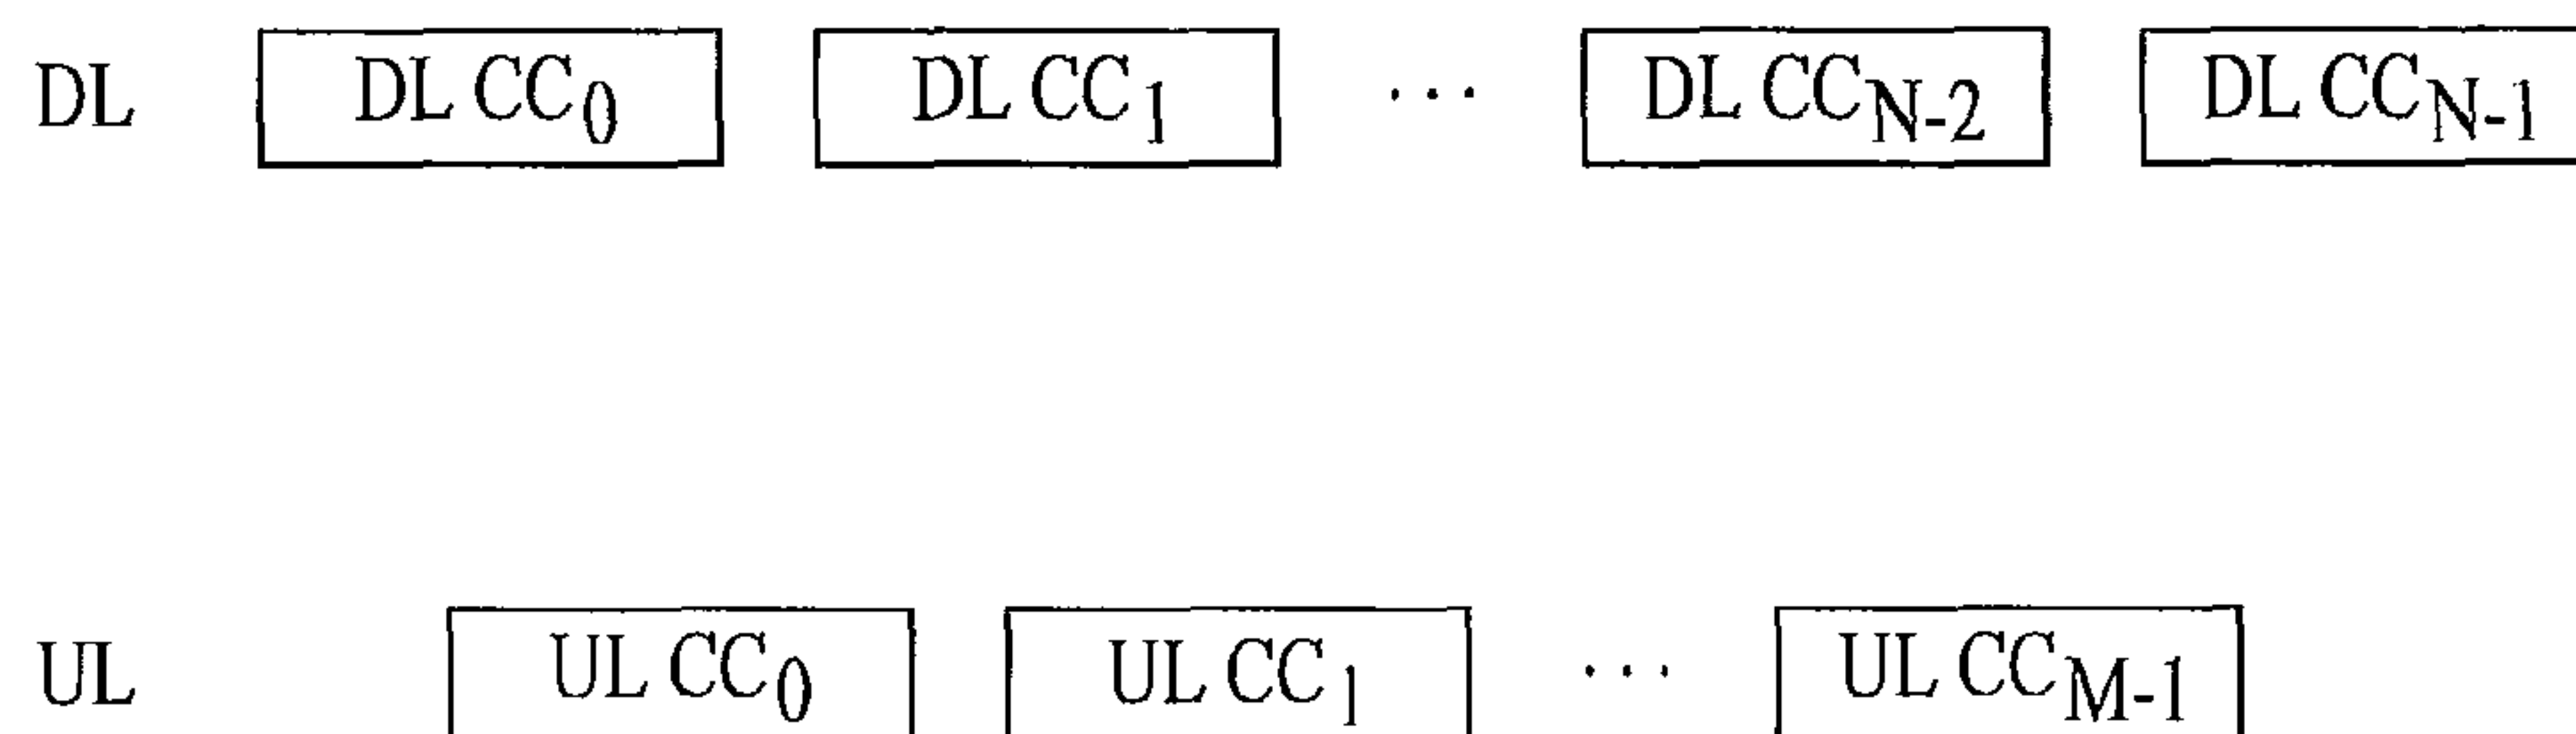 DL DL CC0 DL CC1 ... DL CCN-2 DL CCN-1
UL UL CC0 UL CC1 ... UL CCM-1